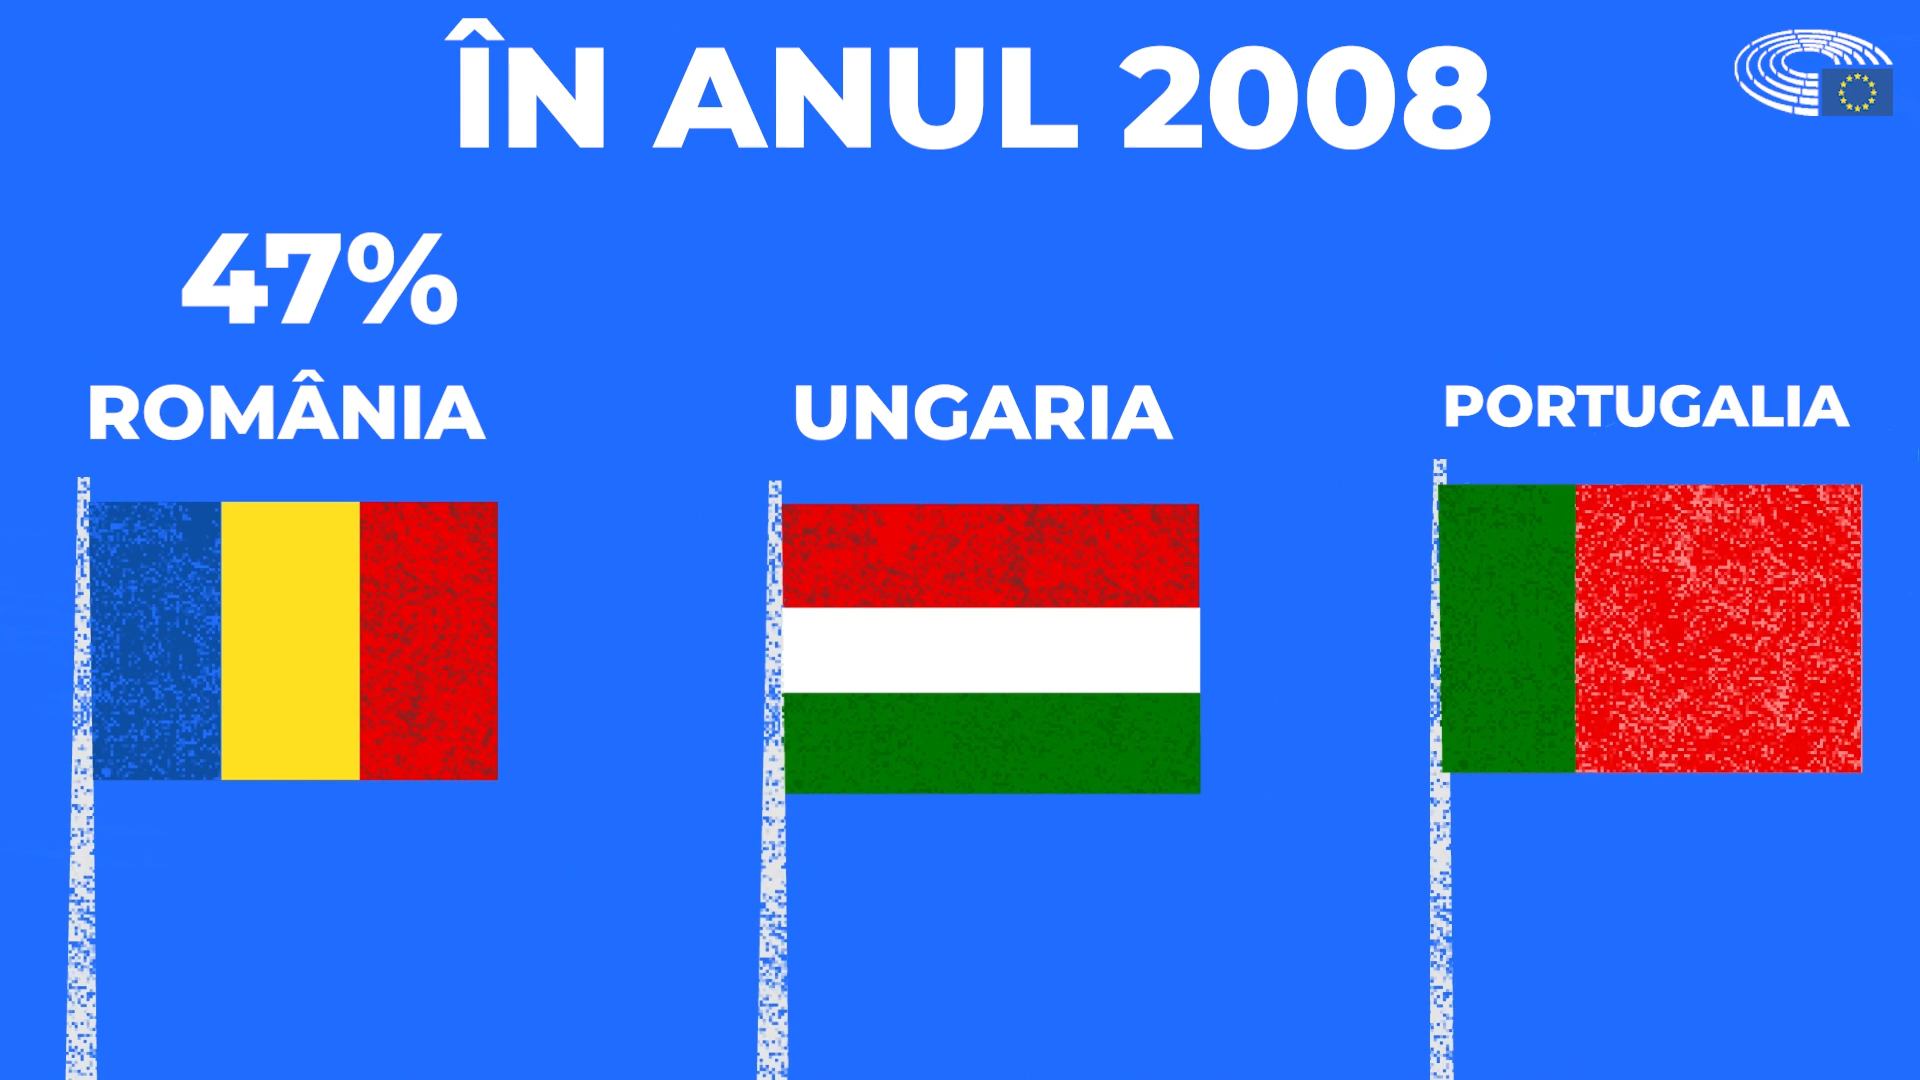 ÎN ANUL 2008
47%
ROMÂNIA
UNGARIA
PORTUGALIA